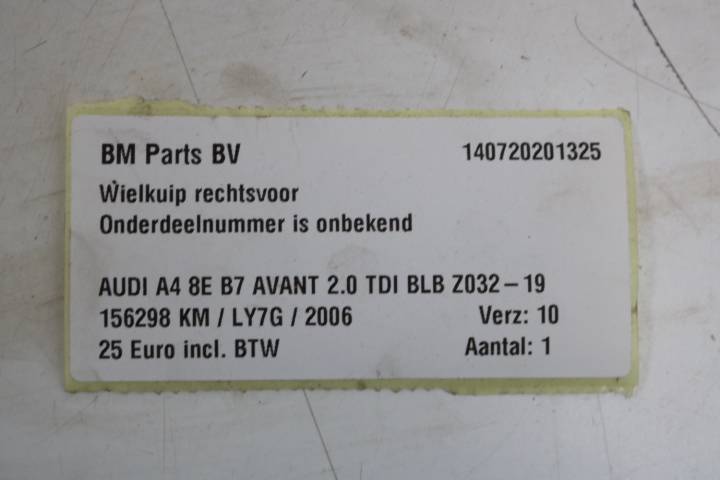 BM Parts BV 140720201325
Wielkuip rechtsvoor
Onderdeelnummer is onbekend
AUDI A4 8E B7 AVANT 2.0 TDI BLB Z032-19
156298 KM / LY7G / 2006 Verz: 10
25 Euro incl. BTW Aantal: 1